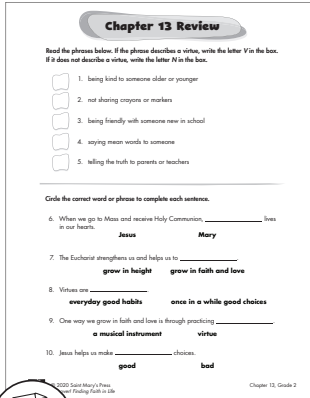 Chapter 13 Review
Read the phrases below. If the phrase describes a virtue, write the letter V in the box.
If it does not describe a virtue, write the letter N in the box.
1. being kind to someone older or younger
2. not sharing crayons or markers
3. being friendly with someone new in school
4. saying mean words to someone
5. telling the truth to parents or teachers
Circle the correct word or phrase to complete each sentence.
6. When we go to Mass and receive Holy Communion, ____________ lives
in our hearts.
Jesus Mary
7. The Eucharist strengthens us and helps us to ____________.
grow in height grow in faith and love
8. Virtues are ____________.
everyday good habits once in a while good choices
9. One way we grow in faith and love is through practicing ____________.
a musical instrument virtue
10. Jesus helps us make ____________ choices.
good bad
© 2020 Saint Mary's Press
Finding Faith in Life
Chapter 13, Grade 2